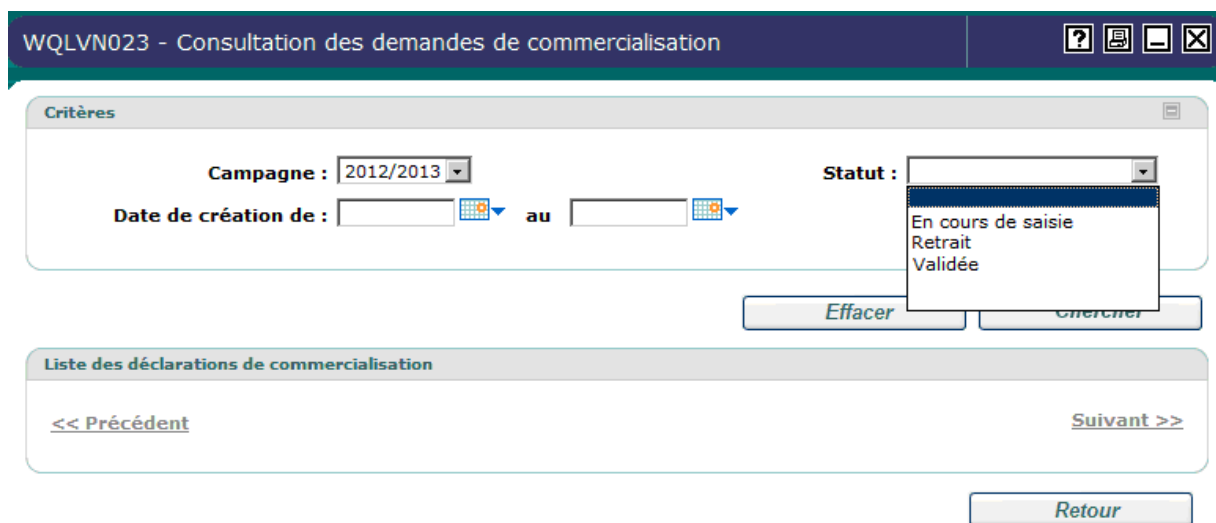 WQLVN023 - Consultation des demandes de commercialisation
Critères
Campagne : 2012/2013 Statut :
Date de création de : au
En cours de saisie
Retrait
Validée
Effacer Chercher
Liste des déclarations de commercialisation
<< Précédent Suivant >>
Retour